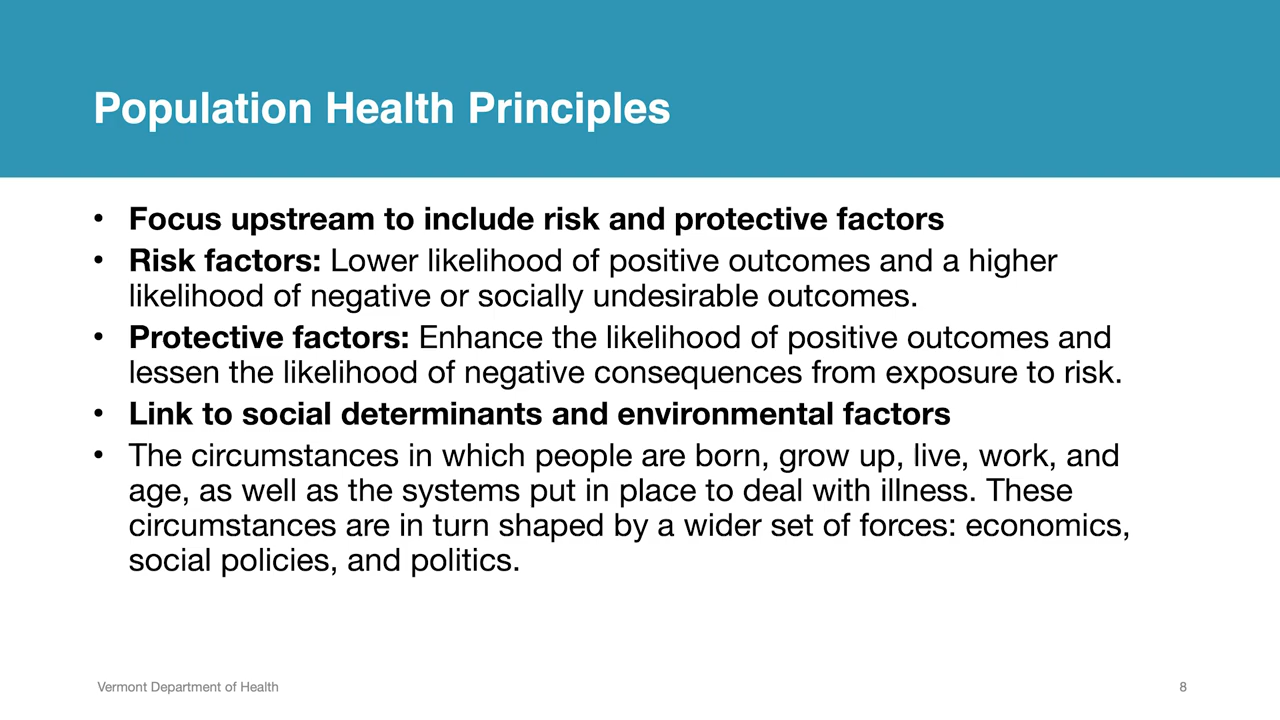 Population Health Principles
• Focus upstream to include risk and protective factors
• Risk factors: Lower likelihood of positive outcomes and a higher
likelihood of negative or socially undesirable outcomes.
• Protective factors: Enhance the likelihood of positive outcomes and
lessen the likelihood of negative consequences from exposure to risk.
• Link to social determinants and environmental factors
• The circumstances in which people are born, grow up, live, work, and
age, as well as the systems put in place to deal with illness. These
circumstances are in turn shaped by a wider set of forces: economics,
social policies, and politics.
Vermont Department of Health
8